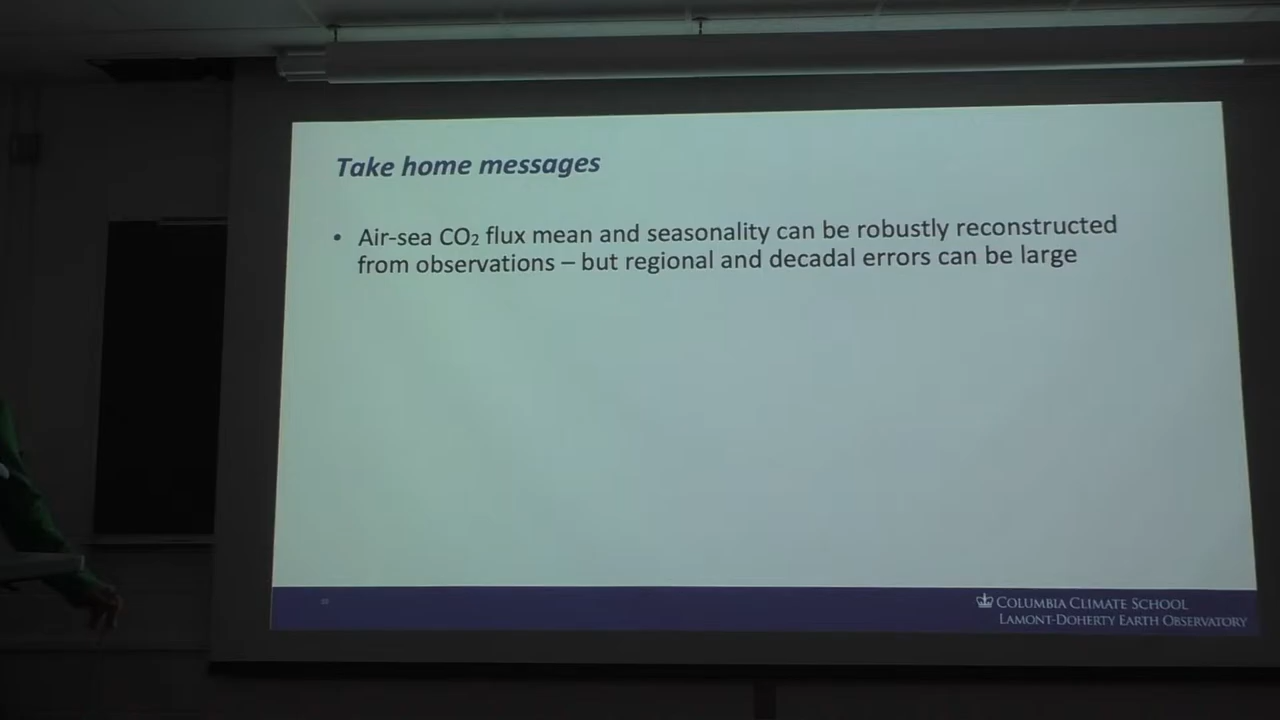 Take home messages
• Air-sea CO₂ flux mean and seasonality can be robustly reconstructed
from observations – but regional and decadal errors can be large
COLUMBIA CLIMATE SCHOOL
LAMONT-DOHERTY EARTH OBSERVATORY